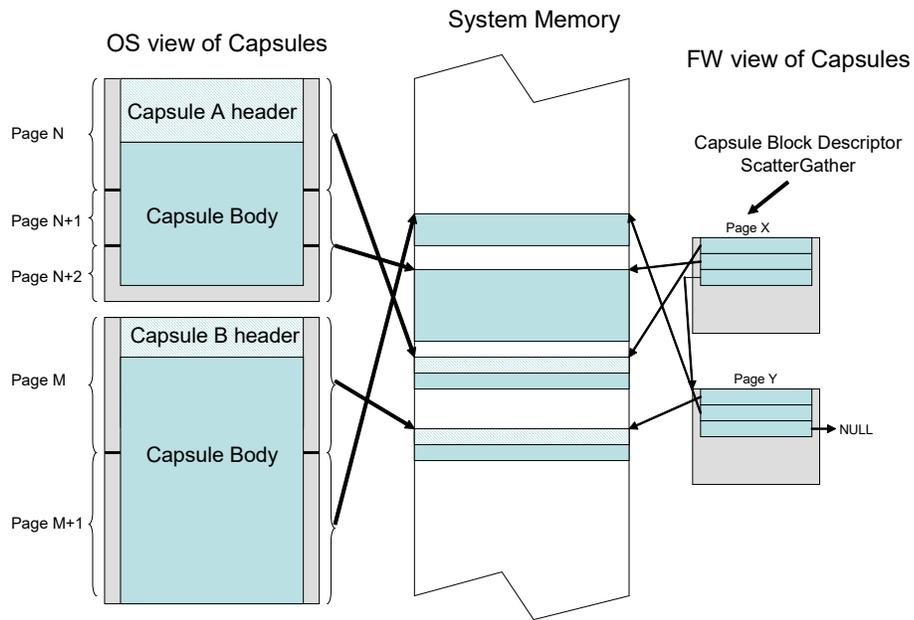 System Memory
OS view of Capsules
FW view of Capsules
Capsule A header
Page N
Capsule Block Descriptor
ScatterGather
Capsule Body
Page N+1
Page X
Page N+2
Capsule B header
Page M
Page Y
NULL
Capsule Body
Page M+1